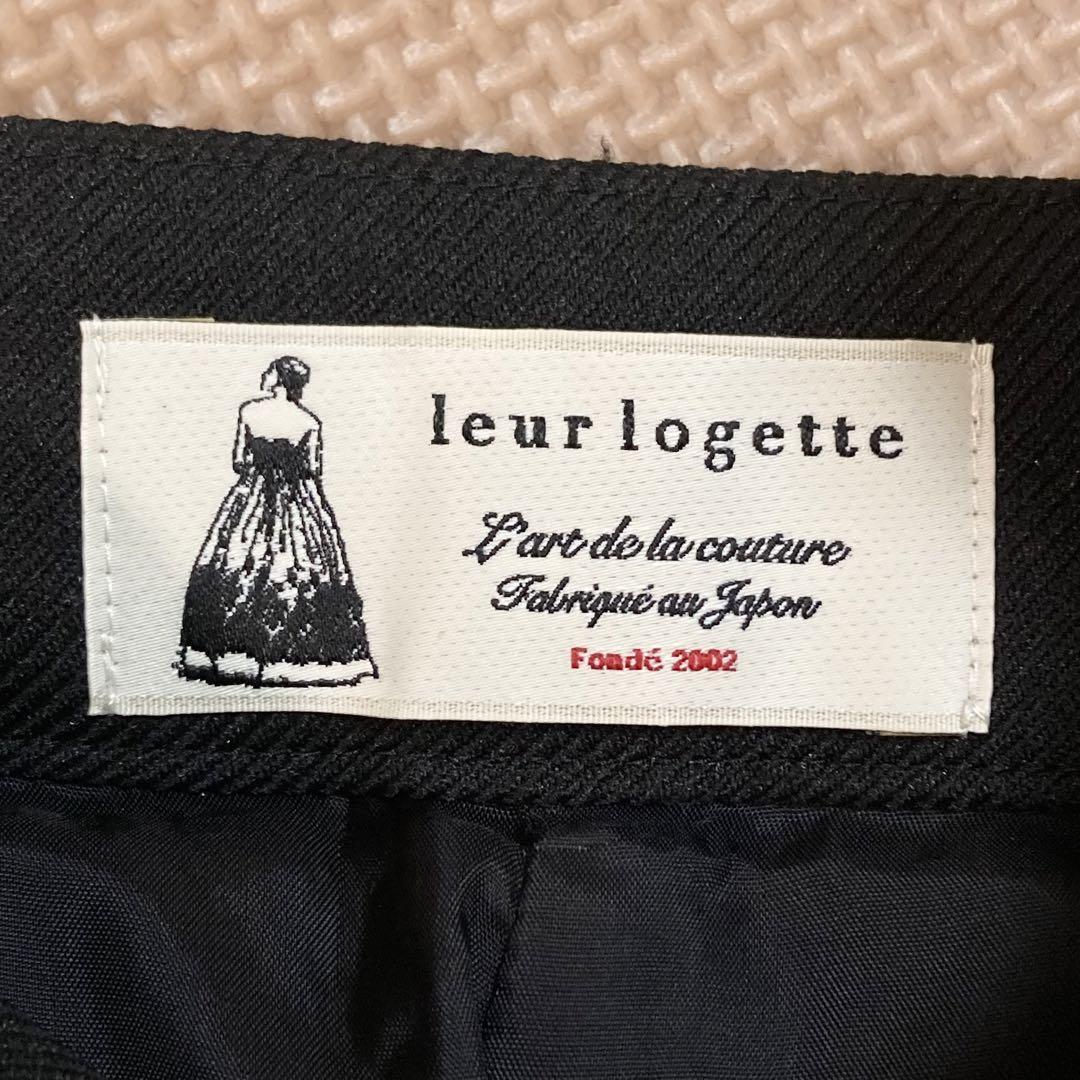 leur logette
L'art de la couture
Fabriqué au Japon
Fondé 2002